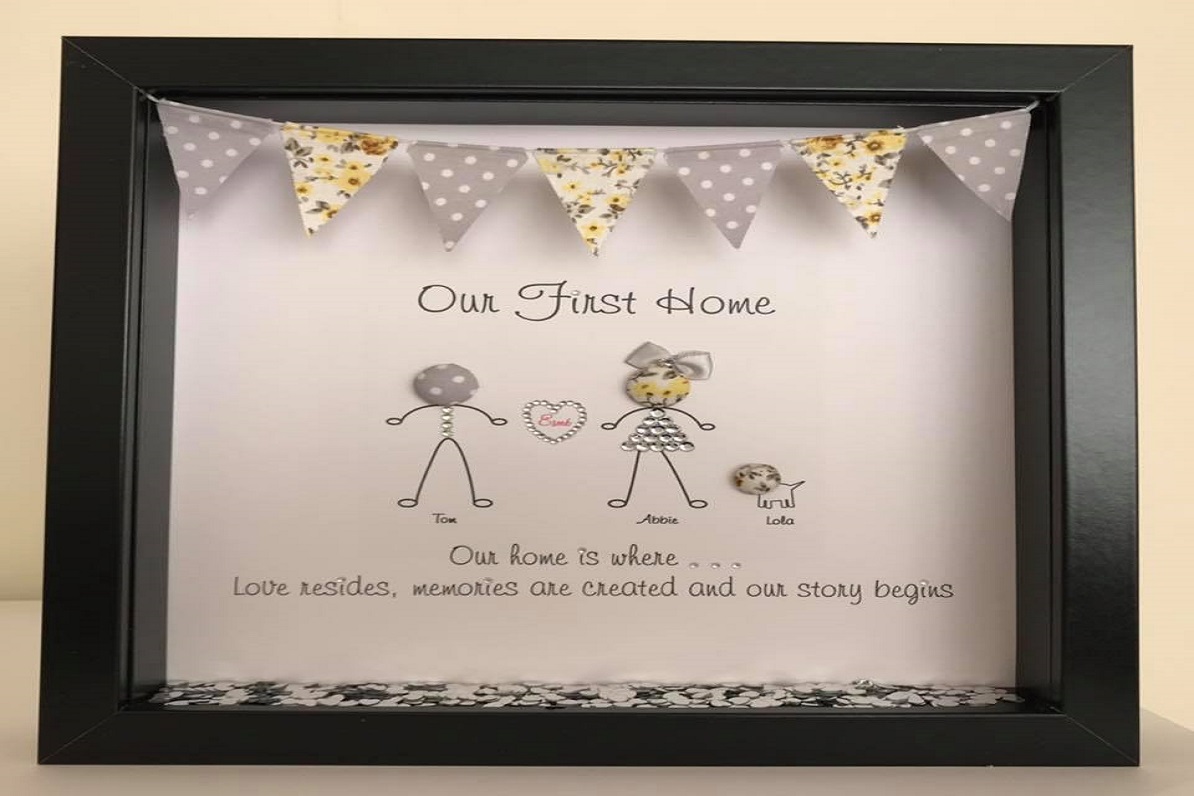 Our First Home
Tom Abbie Lola
Our home is where . . .
Love resides, memories are created and our story begins